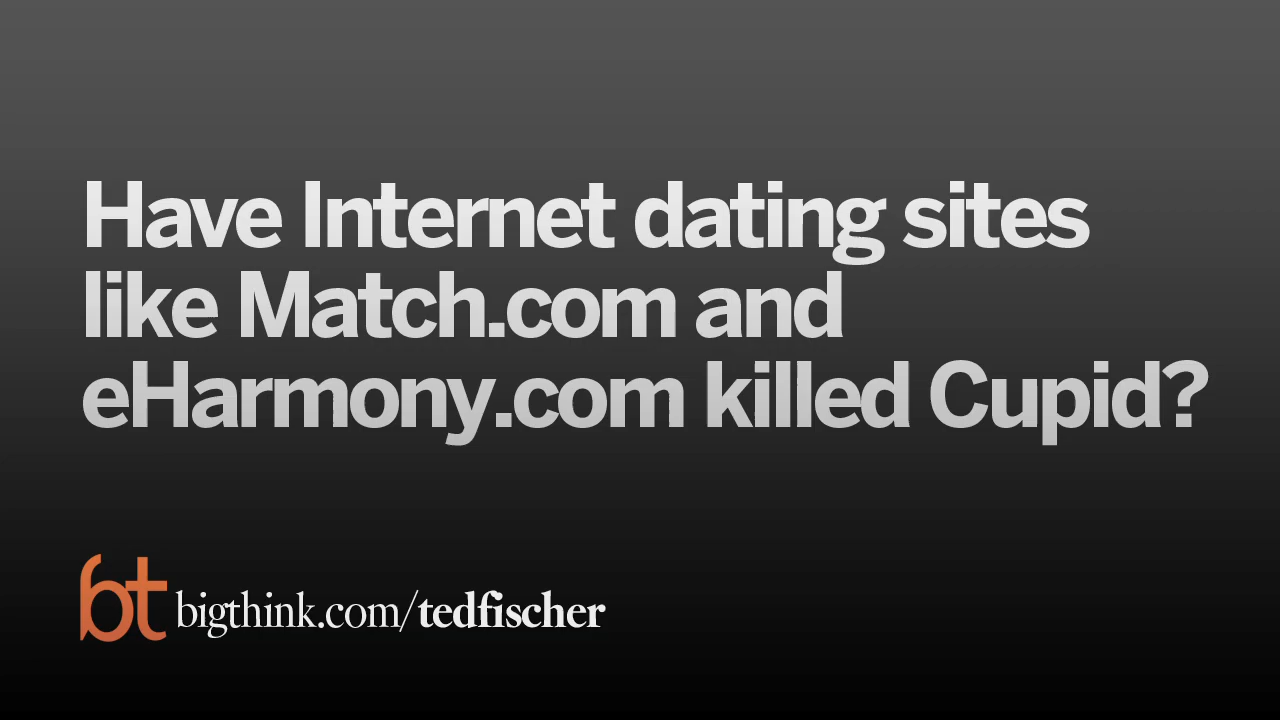 Have Internet dating sites
like Match.com and
eHarmony.com killed Cupid?
bt bigthink.com/tedfischer